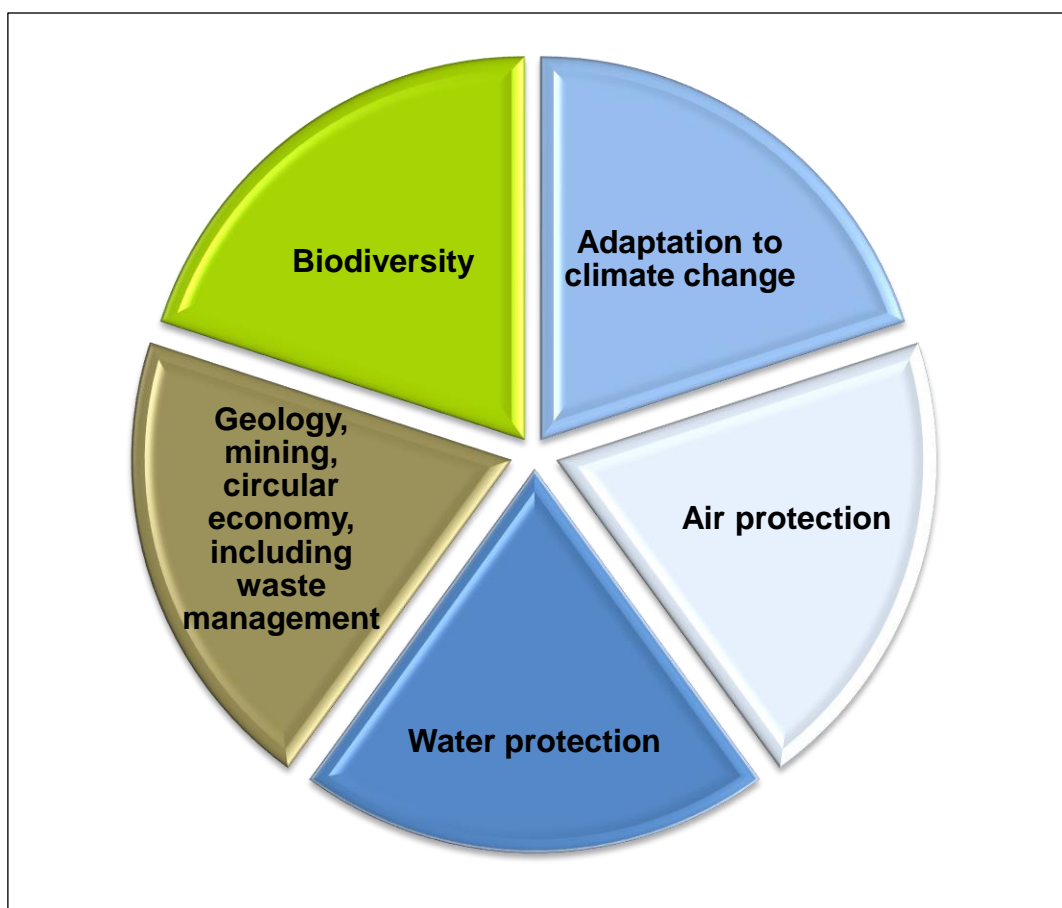 Biodiversity
Adaptation to
climate change
Geology,
mining,
circular
economy,
including
waste
management
Air protection
Water protection